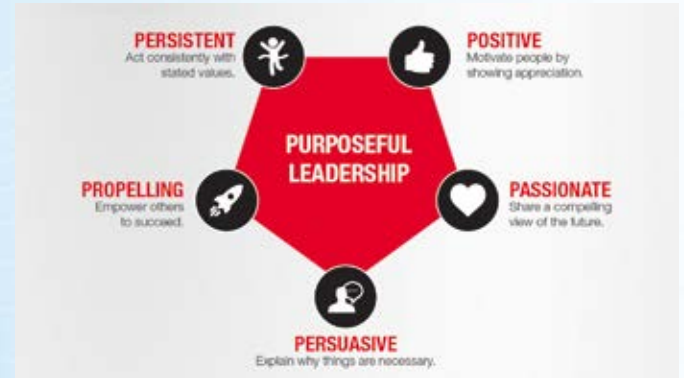 PERSISTENT
Act consistently with
stated values.
POSITIVE
Motivate people by
showing appreciation.
PURPOSEFUL
LEADERSHIP
PROPELLING
Empower others
to succeed.
PASSIONATE
Share a compelling
view of the future.
PERSUASIVE
Explain why things are necessary.